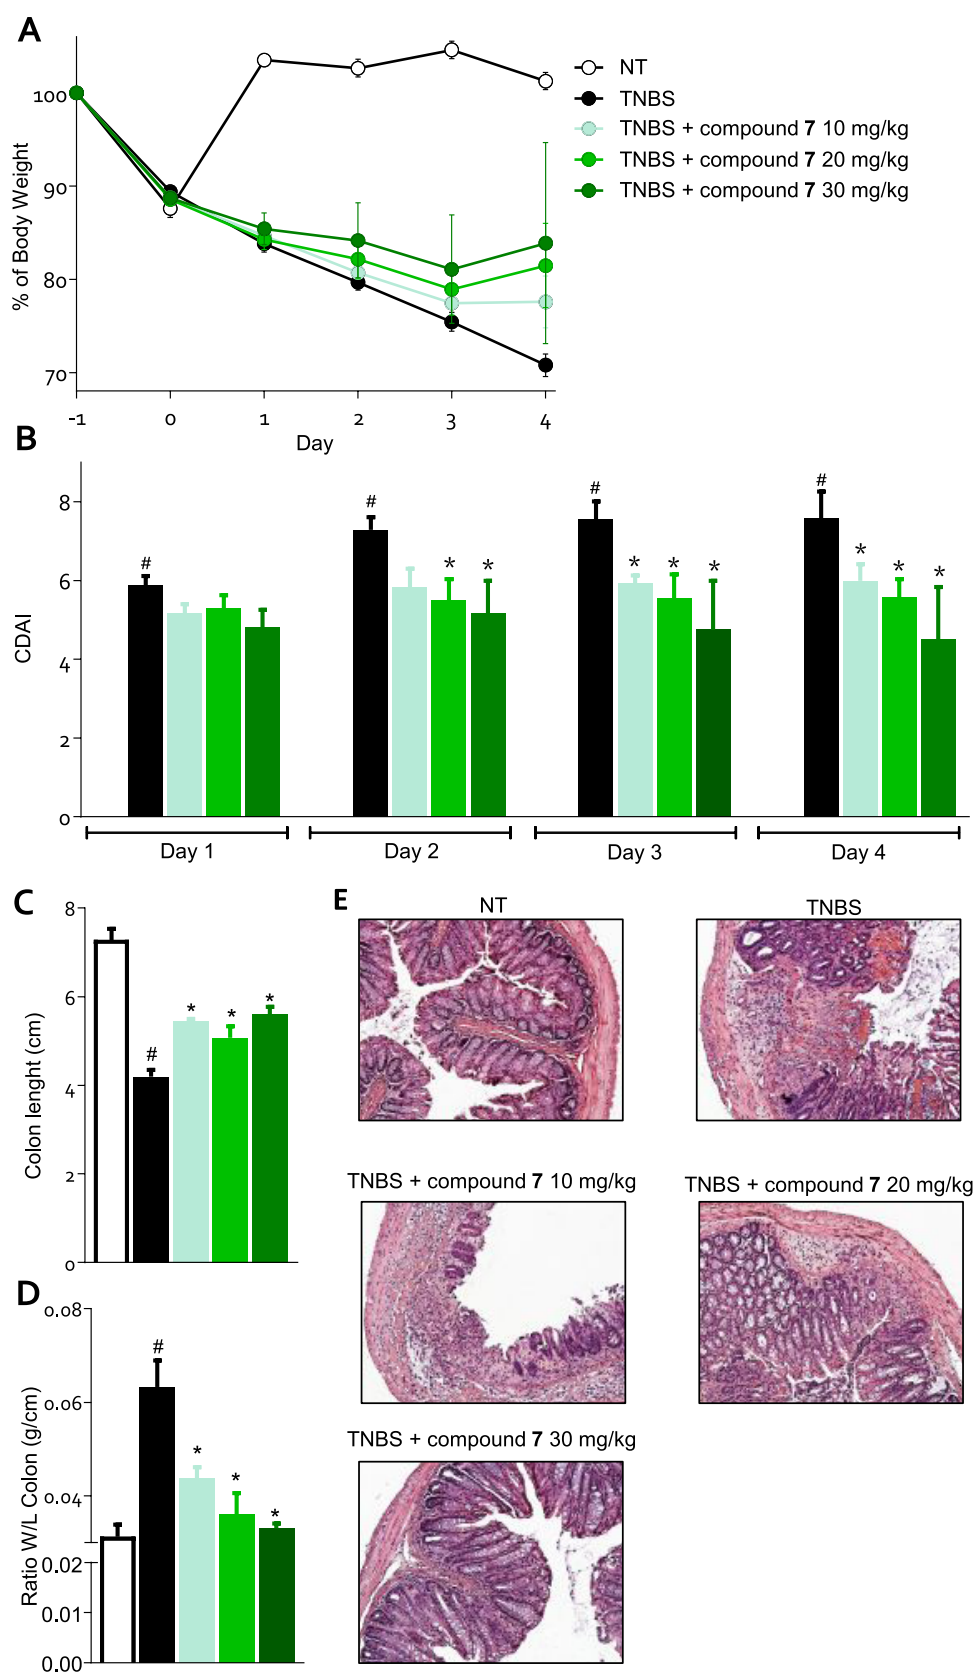 A
NT
TNBS
TNBS + compound 7 10 mg/kg
TNBS + compound 7 20 mg/kg
TNBS + compound 7 30 mg/kg
% of Body Weight
100
90
80
70
-1 0 1 2 3 4
Day
B
CDAI
8
6
4
2
0
# # # #
* * * * * * * *
Day 1 Day 2 Day 3 Day 4
C
Colon lenght (cm)
8
6
4
2
0
# * * *
D
Ratio W/L Colon (g/cm)
0.08
0.06
0.04
0.02
0.01
0.00
# * * *
E
NT
TNBS
TNBS + compound 7 10 mg/kg
TNBS + compound 7 20 mg/kg
TNBS + compound 7 30 mg/kg